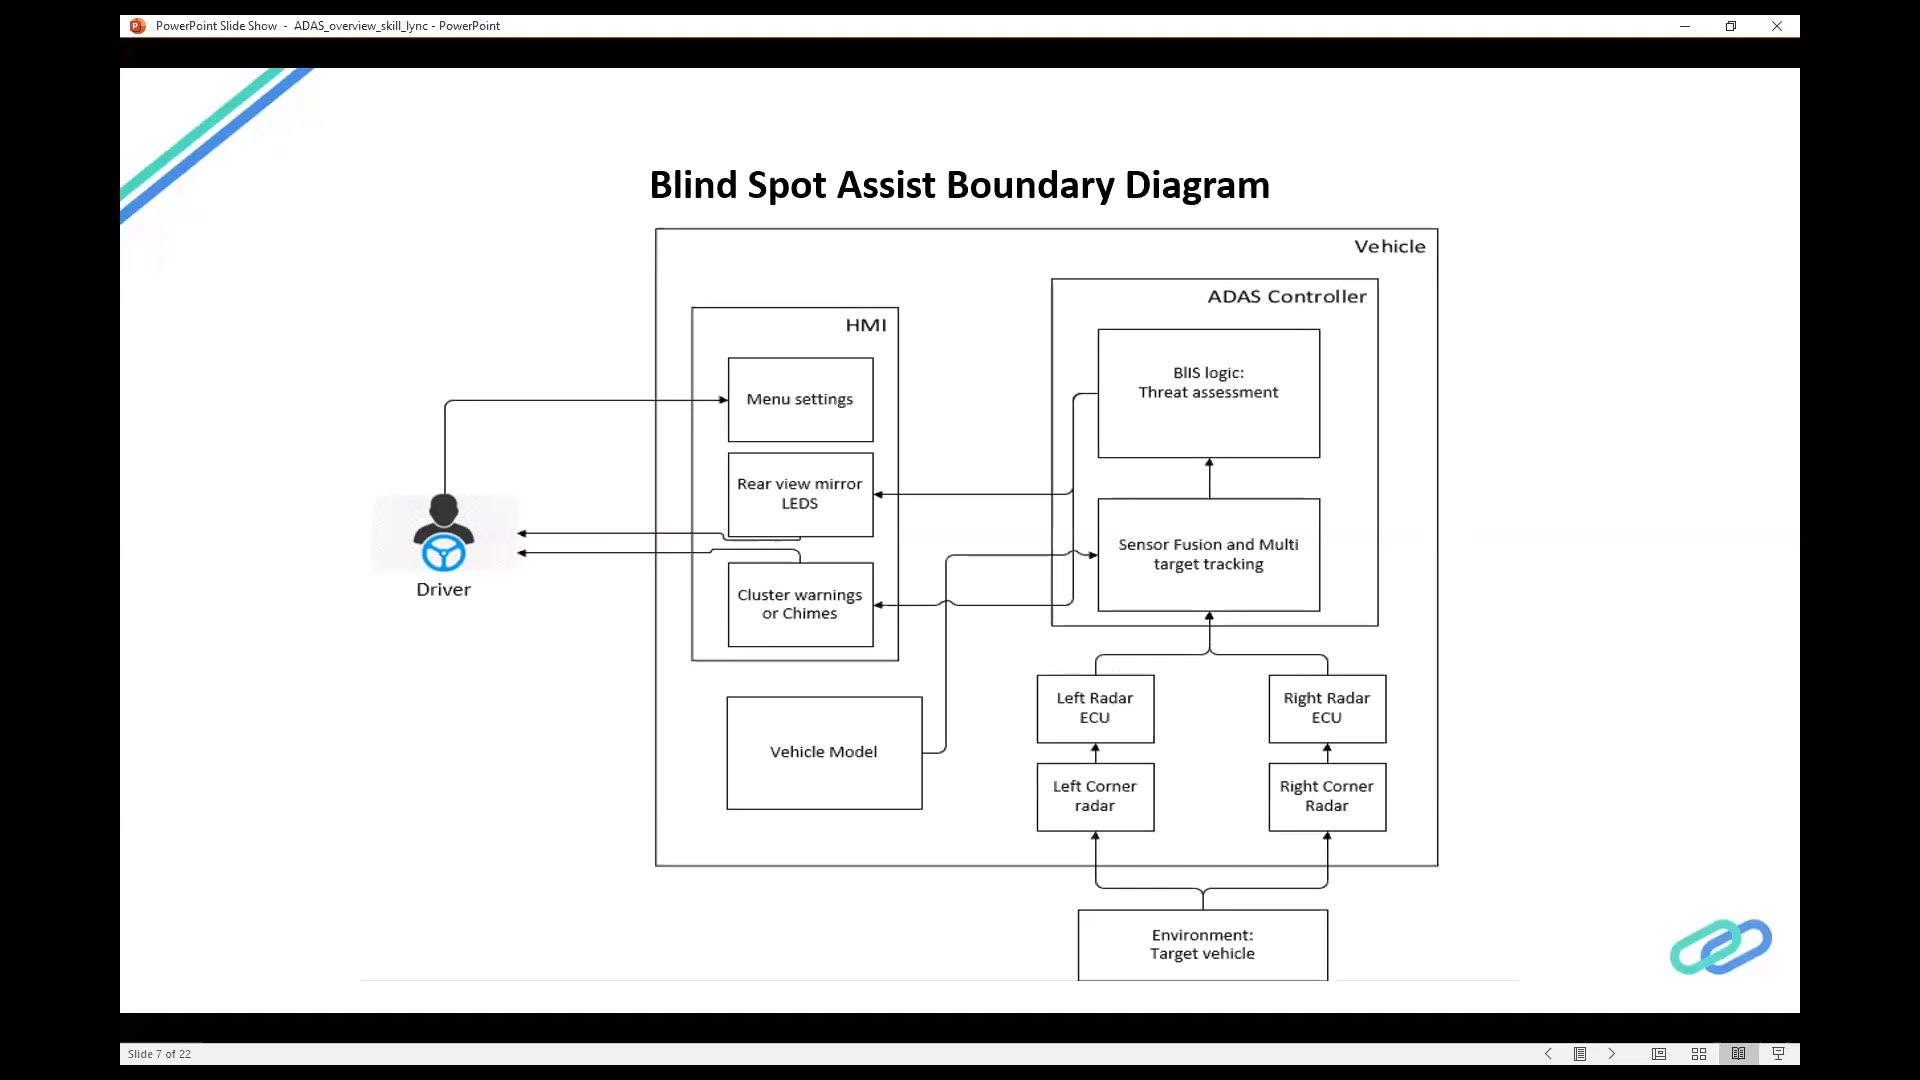 PowerPoint Slide Show - ADAS_overview_skill_lync - PowerPoint
Blind Spot Assist Boundary Diagram
Vehicle
ADAS Controller
HMI
BlIS logic:
Threat assessment
Menu settings
Rear view mirror
LEDS
Sensor Fusion and Multi
target tracking
Driver
Cluster warnings
or Chimes
Left Radar
ECU
Right Radar
ECU
Vehicle Model
Left Corner
radar
Right Corner
Radar
Environment:
Target vehicle
Slide 7 of 22